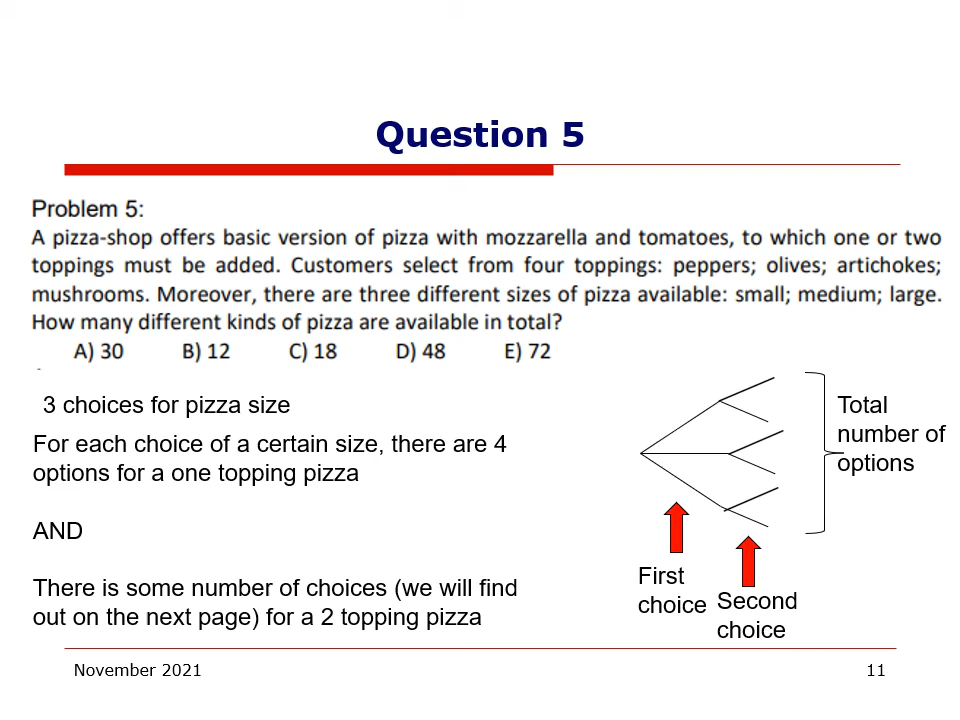 Question 5
Problem 5:
A pizza-shop offers basic version of pizza with mozzarella and tomatoes, to which one or two
toppings must be added. Customers select from four toppings: peppers; olives; artichokes;
mushrooms. Moreover, there are three different sizes of pizza available: small; medium; large.
How many different kinds of pizza are available in total?
A) 30 B) 12 C) 18 D) 48 E) 72
3 choices for pizza size
For each choice of a certain size, there are 4
options for a one topping pizza
AND
There is some number of choices (we will find
out on the next page) for a 2 topping pizza
Total
number of
options
First
choice
Second
choice
November 2021
11